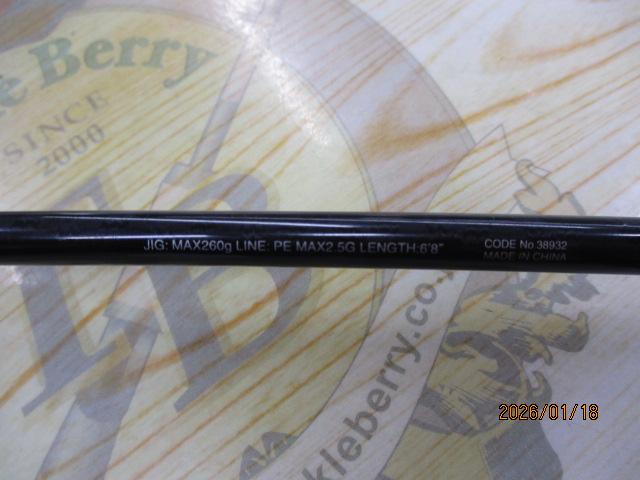 Berry
SINCE
2000
TB
JIG: MAX260g LINE: PE MAX2.5G LENGTH:6'8"
CODE No 38932
MADE IN CHINA
kleberry.co.
2026/01/18